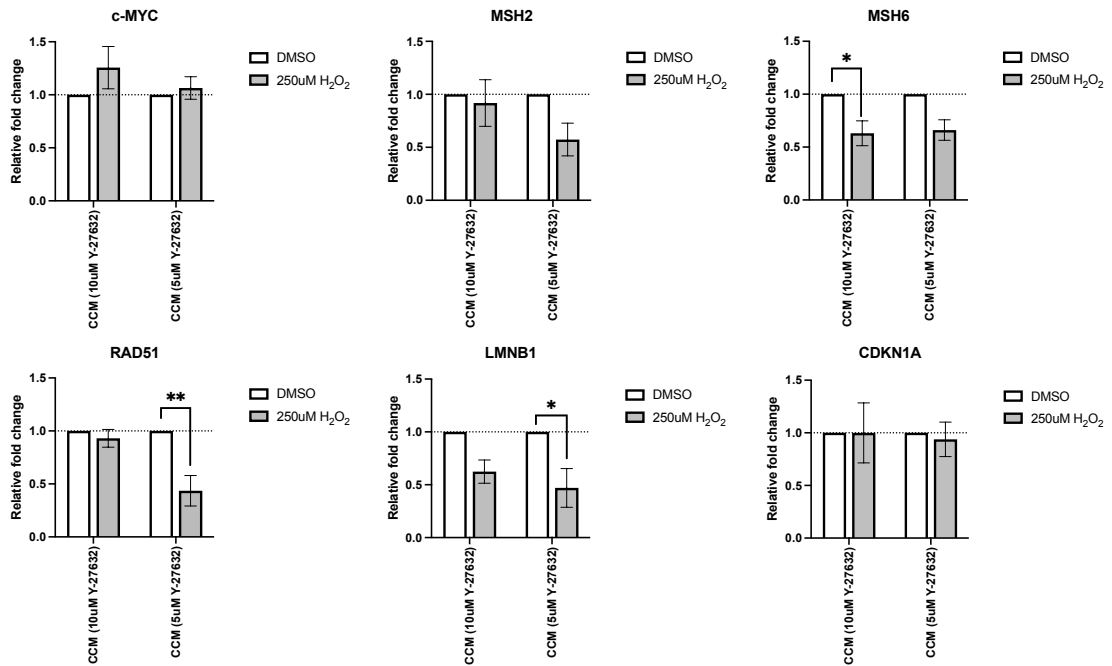 c-MYC
Relative fold change
1.5
1.0
0.5
0.0
CCM (10uM Y-27632)
CCM (5uM Y-27632)
DMSO
250uM H₂O₂
MSH2
Relative fold change
1.5
1.0
0.5
0.0
CCM (10uM Y-27632)
CCM (5uM Y-27632)
DMSO
250uM H₂O₂
MSH6
Relative fold change
1.5
1.0
0.5
0.0
*
CCM (10uM Y-27632)
CCM (5uM Y-27632)
DMSO
250uM H₂O₂
RAD51
Relative fold change
1.5
1.0
0.5
0.0
**
CCM (10uM Y-27632)
CCM (5uM Y-27632)
DMSO
250uM H₂O₂
LMNB1
Relative fold change
1.5
1.0
0.5
0.0
*
CCM (10uM Y-27632)
CCM (5uM Y-27632)
DMSO
250uM H₂O₂
CDKN1A
Relative fold change
1.5
1.0
0.5
0.0
CCM (10uM Y-27632)
CCM (5uM Y-27632)
DMSO
250uM H₂O₂